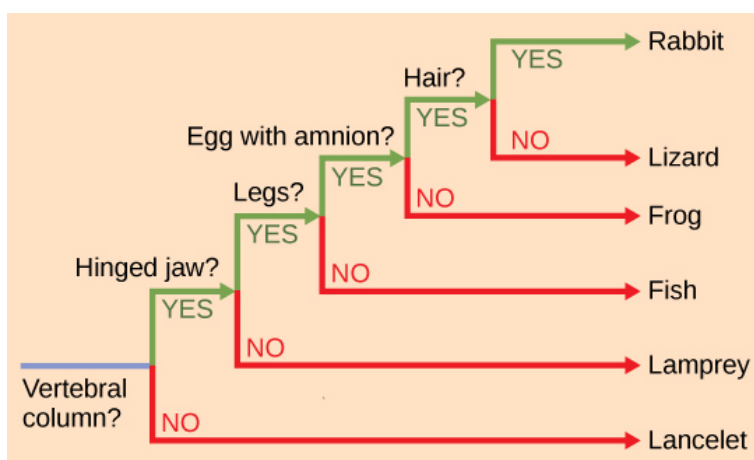 Rabbit
YES
Hair?
YES
NO
Lizard
Egg with amnion?
YES
NO
Frog
Legs?
YES
NO
Fish
Hinged jaw?
YES
NO
Lamprey
Vertebral
column?
NO
Lancelet